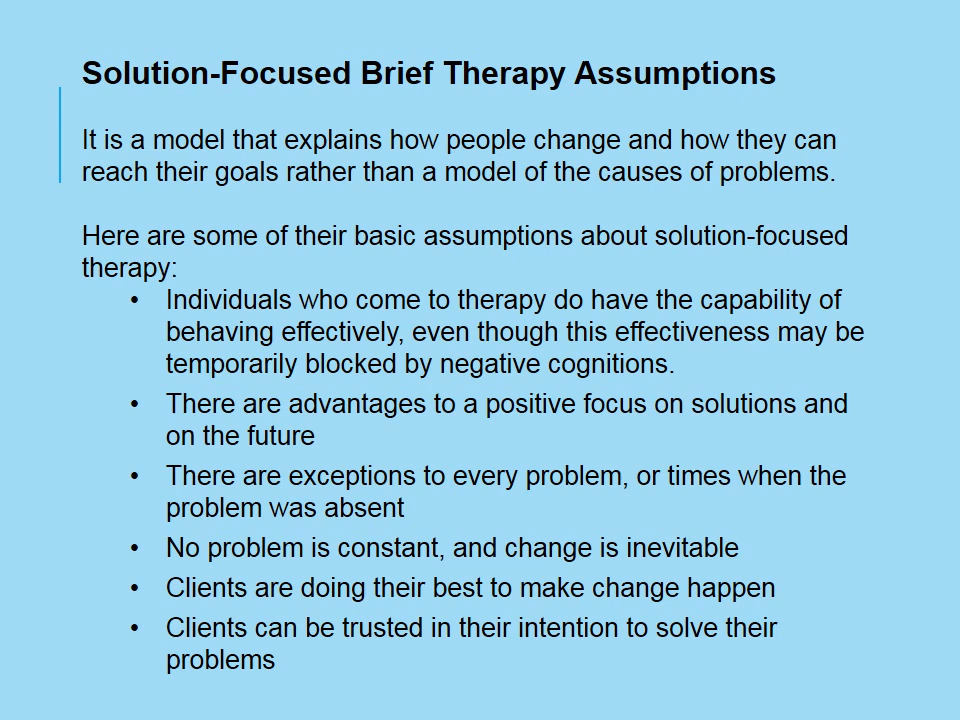 Solution-Focused Brief Therapy Assumptions
It is a model that explains how people change and how they can
reach their goals rather than a model of the causes of problems.
Here are some of their basic assumptions about solution-focused
therapy:
• Individuals who come to therapy do have the capability of
behaving effectively, even though this effectiveness may be
temporarily blocked by negative cognitions.
• There are advantages to a positive focus on solutions and
on the future
• There are exceptions to every problem, or times when the
problem was absent
• No problem is constant, and change is inevitable
• Clients are doing their best to make change happen
• Clients can be trusted in their intention to solve their
problems